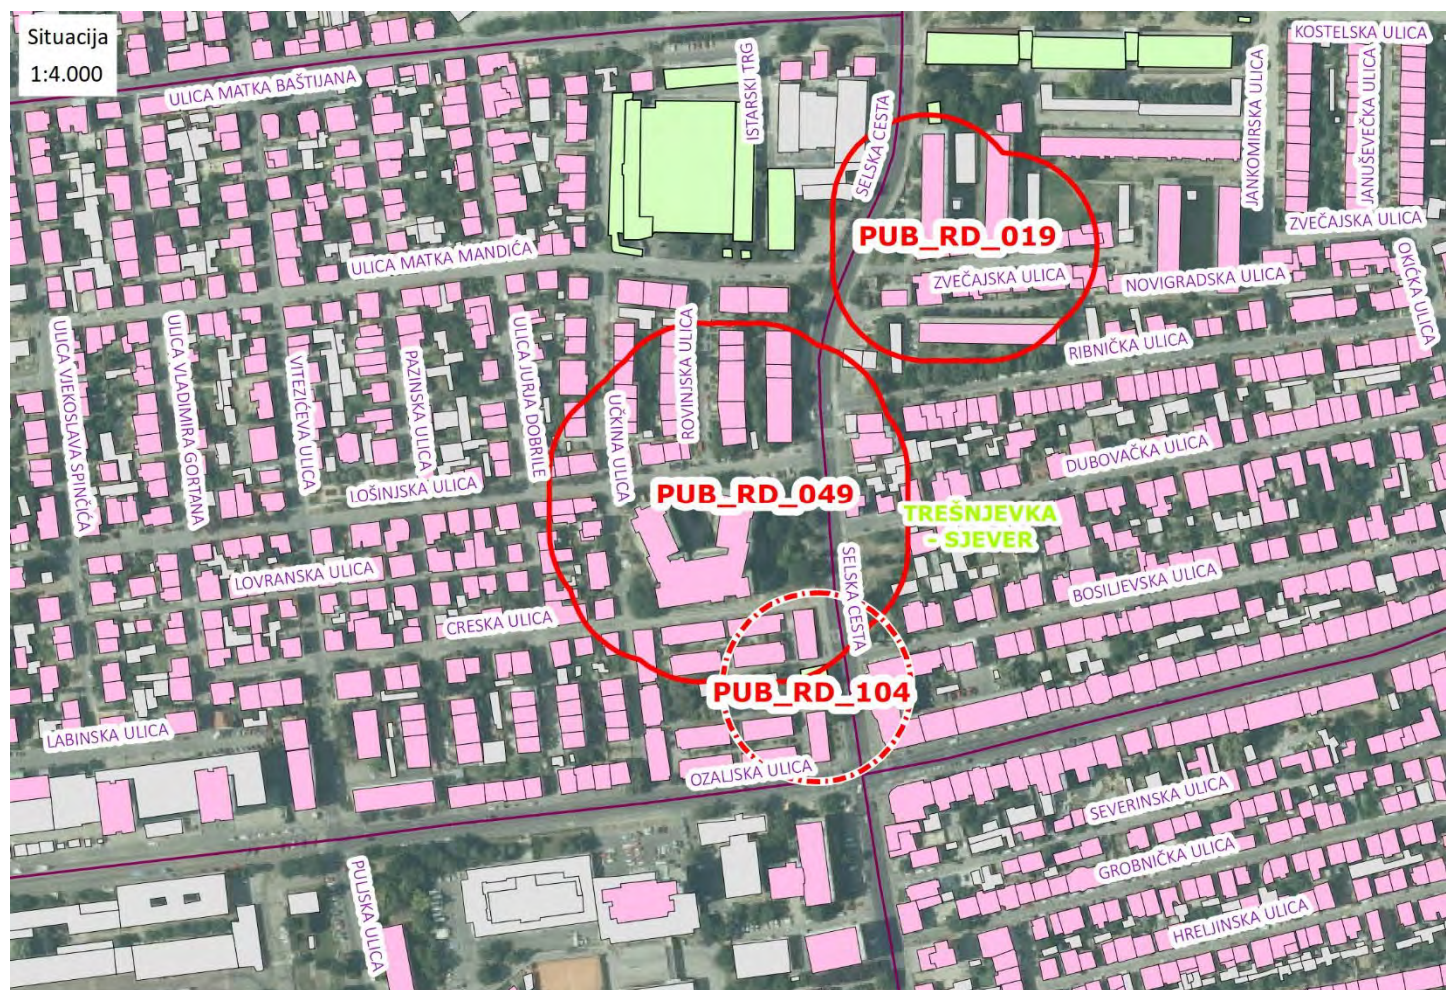 Situacija
1:4.000
KOSTELSKA ULICA
ULICA MATKA BAŠTIJANA
ISTARSKI TRG
SELSKA CESTA
JANKOMIRSKA ULICA
JANUŠEVEČKA ULICA
ZVEČAJSKA ULICA
PUB_RD_019
ULICA MATKA MANDIĆA
ZVEČAJSKA ULICA
NOVIGRADSKA ULICA
OKIĆKA ULICA
RIBNIČKA ULICA
ULICA VJEKOSLAVA SPINČIĆA
ULICA VLADIMIRA GORTANA
VITEZIĆEVA ULICA
PAZINSKA ULICA
ULICA JURJA DOBRILE
UČKINA ULICA
ROVINJSKA ULICA
DUBOVAČKA ULICA
LOŠINJSKA ULICA
PUB_RD_049
TREŠNJEVKA
- SJEVER
LOVRANSKA ULICA
SELSKA CESTA
BOSILJEVSKA ULICA
CRESKA ULICA
PUB_RD_104
LABINSKA ULICA
OZALJSKA ULICA
SEVERINSKA ULICA
GROBNIČKA ULICA
PULJSKA ULICA
HRELJINSKA ULICA